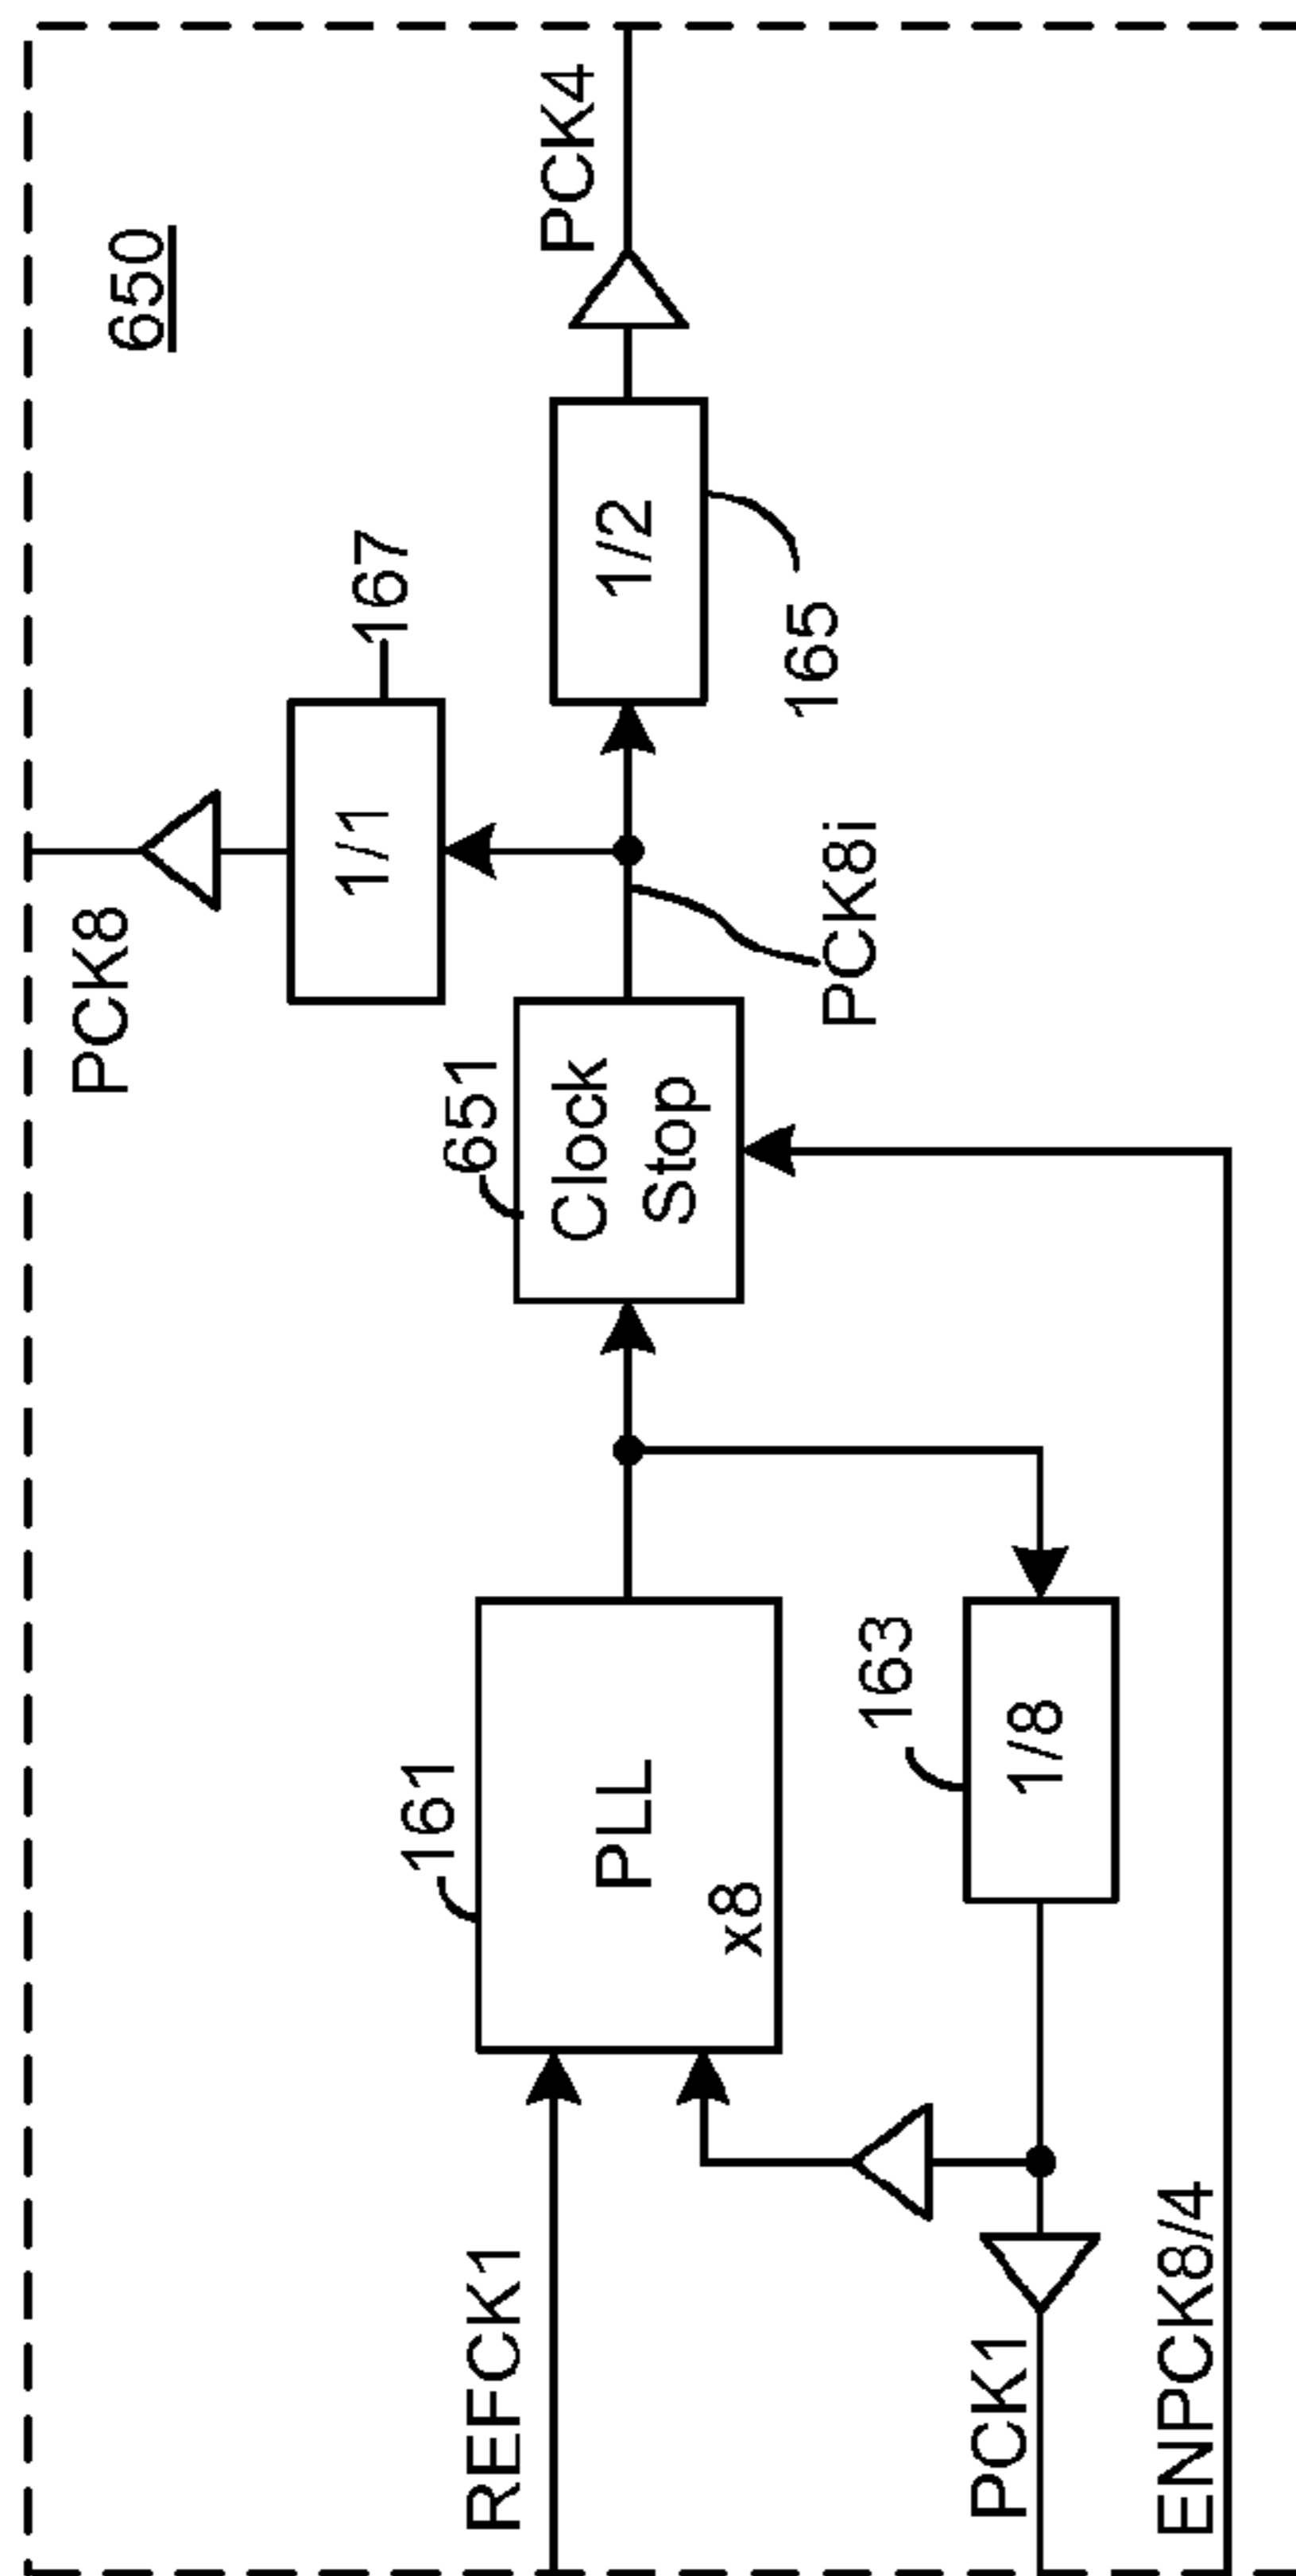 650
PCK8
167
1/1
PCK4
651
Clock
Stop
1/2
165
PCK8i
161
PLL
x8
REFCK1
163
1/8
PCK1
ENPCK8/4